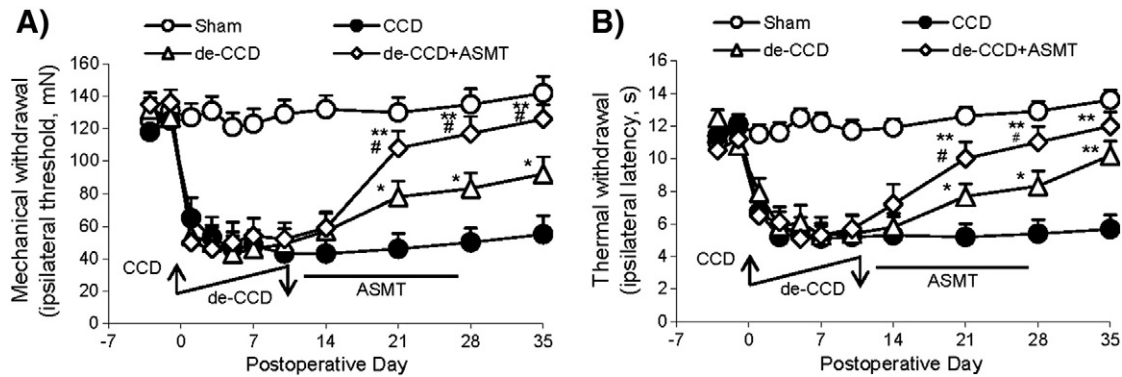 A)
Sham
CCD
de-CCD
de-CCD+ASMT
Mechanical withdrawal
(ipsilateral threshold, mN)
160
140
120
100
80
60
40
20
0
**
#
**
#
**
#
*
*
*
CCD
de-CCD
ASMT
-7
0
7
14
21
28
35
Postoperative Day
B)
Sham
CCD
de-CCD
de-CCD+ASMT
Thermal withdrawal
(ipsilateral latency, s)
16
14
12
10
8
6
4
2
0
**
#
**
#
**
*
*
**
CCD
de-CCD
ASMT
-7
0
7
14
21
28
35
Postoperative Day